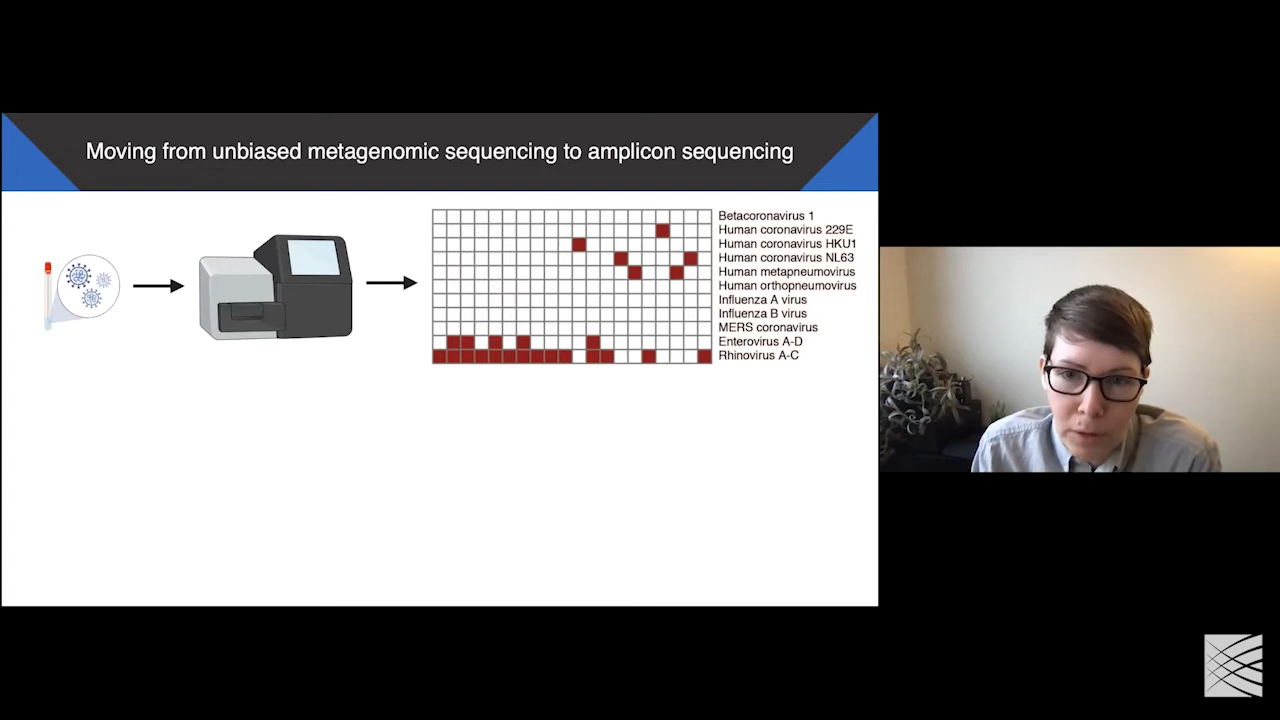 Moving from unbiased metagenomic sequencing to amplicon sequencing
Betacoronavirus 1
Human coronavirus 229E
Human coronavirus HKU1
Human coronavirus NL63
Human metapneumovirus
Human orthopneumovirus
Influenza A virus
Influenza B virus
MERS coronavirus
Enterovirus A-D
Rhinovirus A-C